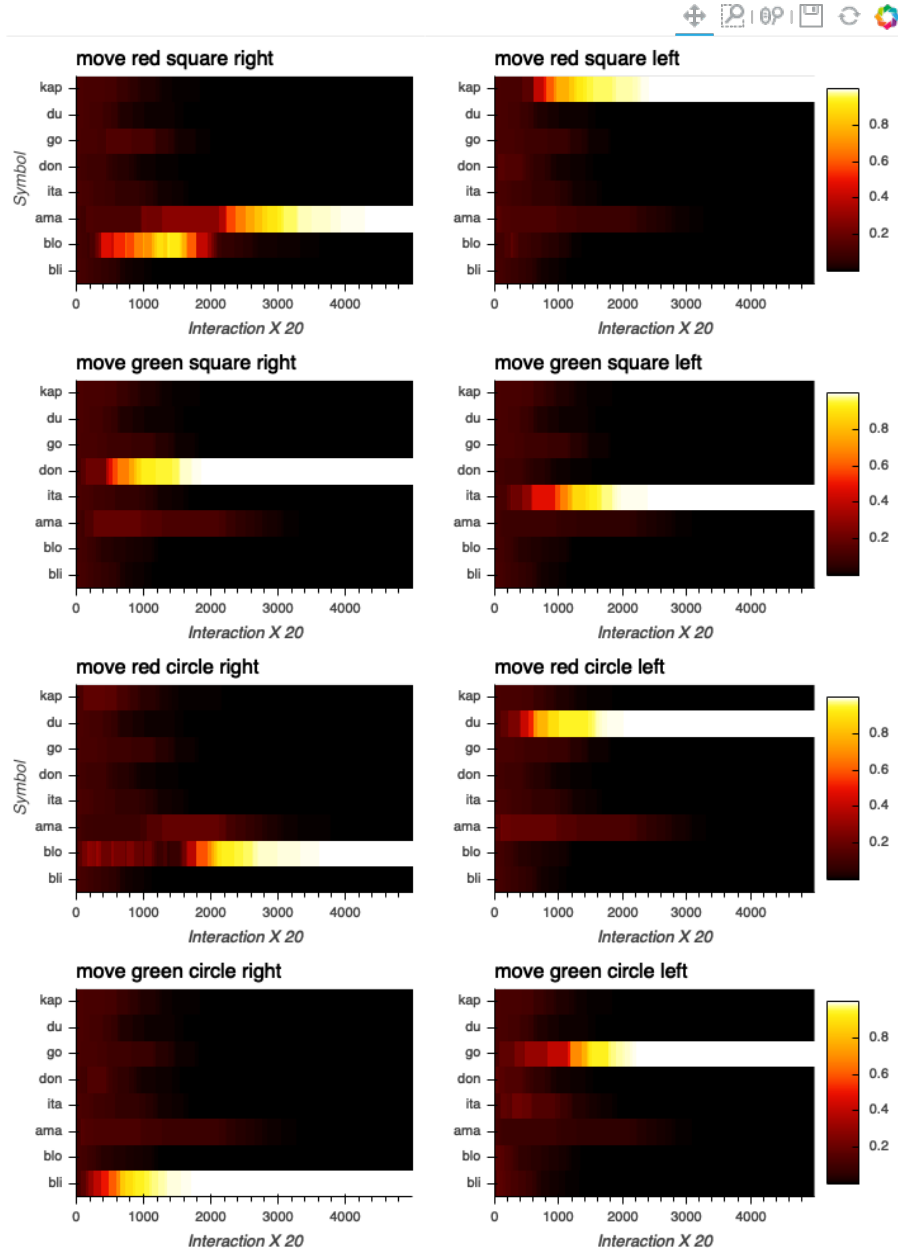 move red square right
move red square left
Symbol
kap
du
go
don
ita
ama
blo
bli
0 1000 2000 3000 4000
Interaction X 20
kap
du
go
don
ita
ama
blo
bli
0 1000 2000 3000 4000
Interaction X 20
0.8
0.6
0.4
0.2
move green square right
move green square left
kap
du
go
don
ita
ama
blo
bli
0 1000 2000 3000 4000
Interaction X 20
kap
du
go
don
ita
ama
blo
bli
0 1000 2000 3000 4000
Interaction X 20
0.8
0.6
0.4
0.2
move red circle right
move red circle left
Symbol
kap
du
go
don
ita
ama
blo
bli
0 1000 2000 3000 4000
Interaction X 20
kap
du
go
don
ita
ama
blo
bli
0 1000 2000 3000 4000
Interaction X 20
0.8
0.6
0.4
0.2
move green circle right
move green circle left
kap
du
go
don
ita
ama
blo
bli
0 1000 2000 3000 4000
Interaction X 20
kap
du
go
don
ita
ama
blo
bli
0 1000 2000 3000 4000
Interaction X 20
0.8
0.6
0.4
0.2